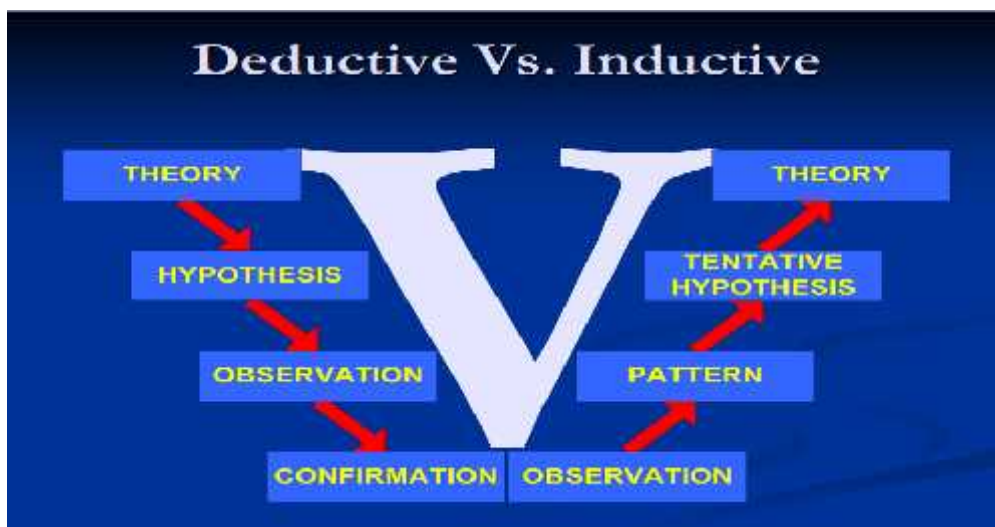 Deductive Vs. Inductive
V
THEORY
HYPOTHESIS
OBSERVATION
CONFIRMATION
THEORY
TENTATIVE
HYPOTHESIS
PATTERN
OBSERVATION